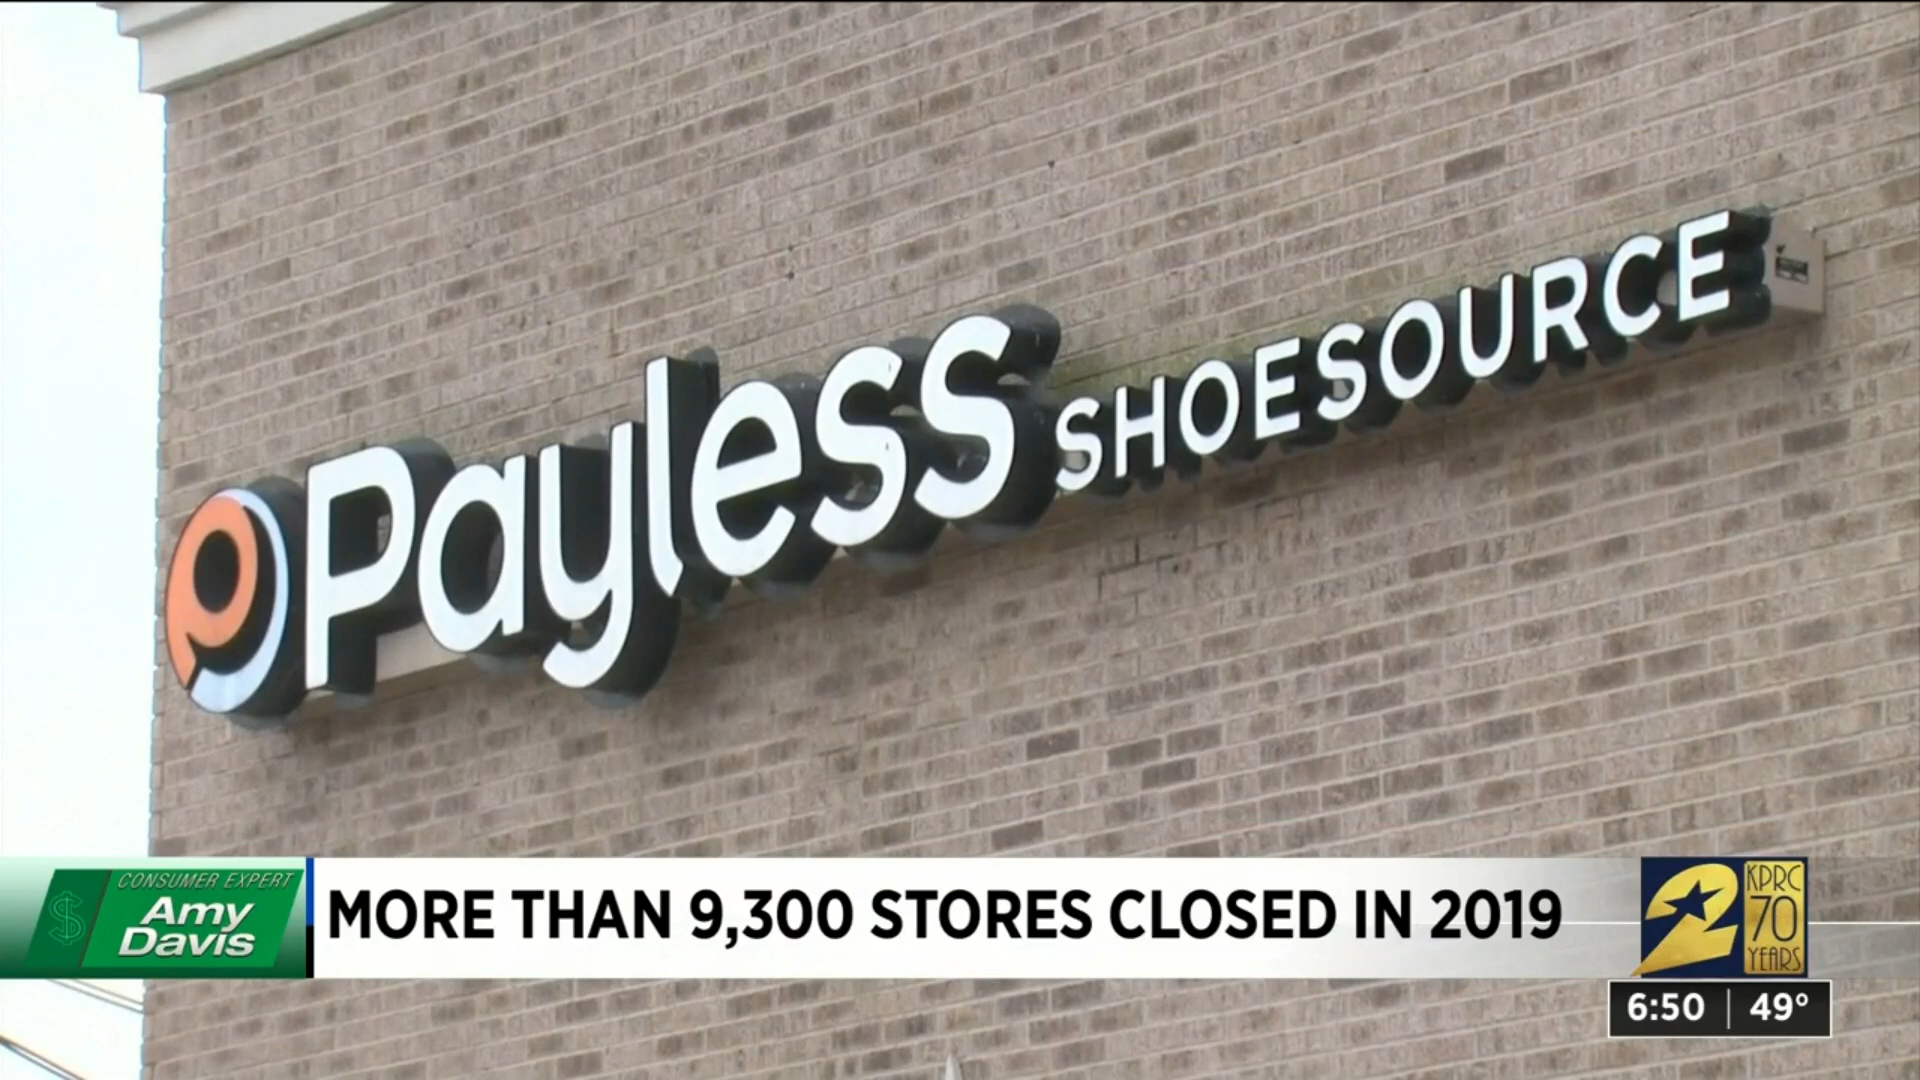 Payless SHOESOURCE
CONSUMER EXPERT
Amy
Davis
MORE THAN 9,300 STORES CLOSED IN 2019
2
KPRC
70
YEARS
6:50 | 49°